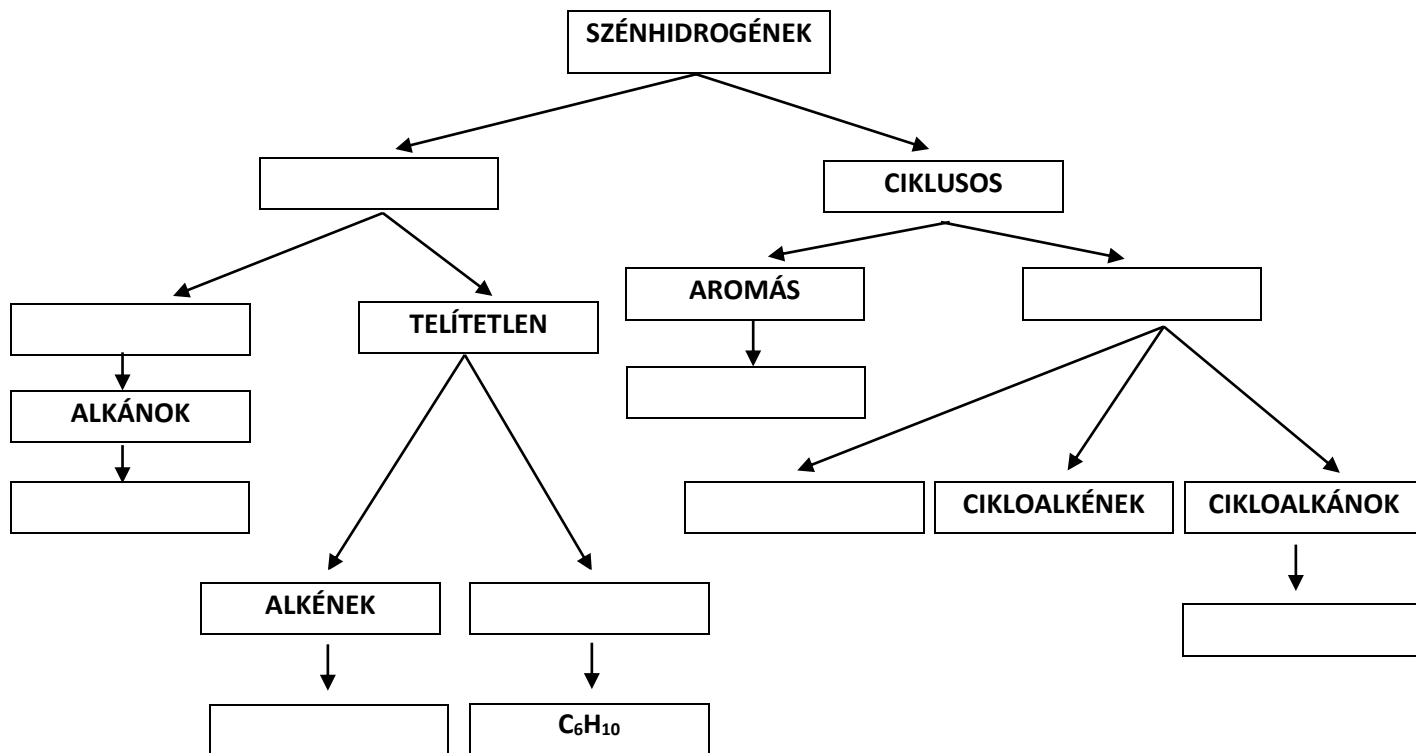 SZÉNHIDROGÉNEK
CIKLUSOS
AROMÁS
TELÍTETLEN
ALKÁNOK
CIKLOALKÉNEK
CIKLOALKÁNOK
ALKÉNEK
C₆H₁₀